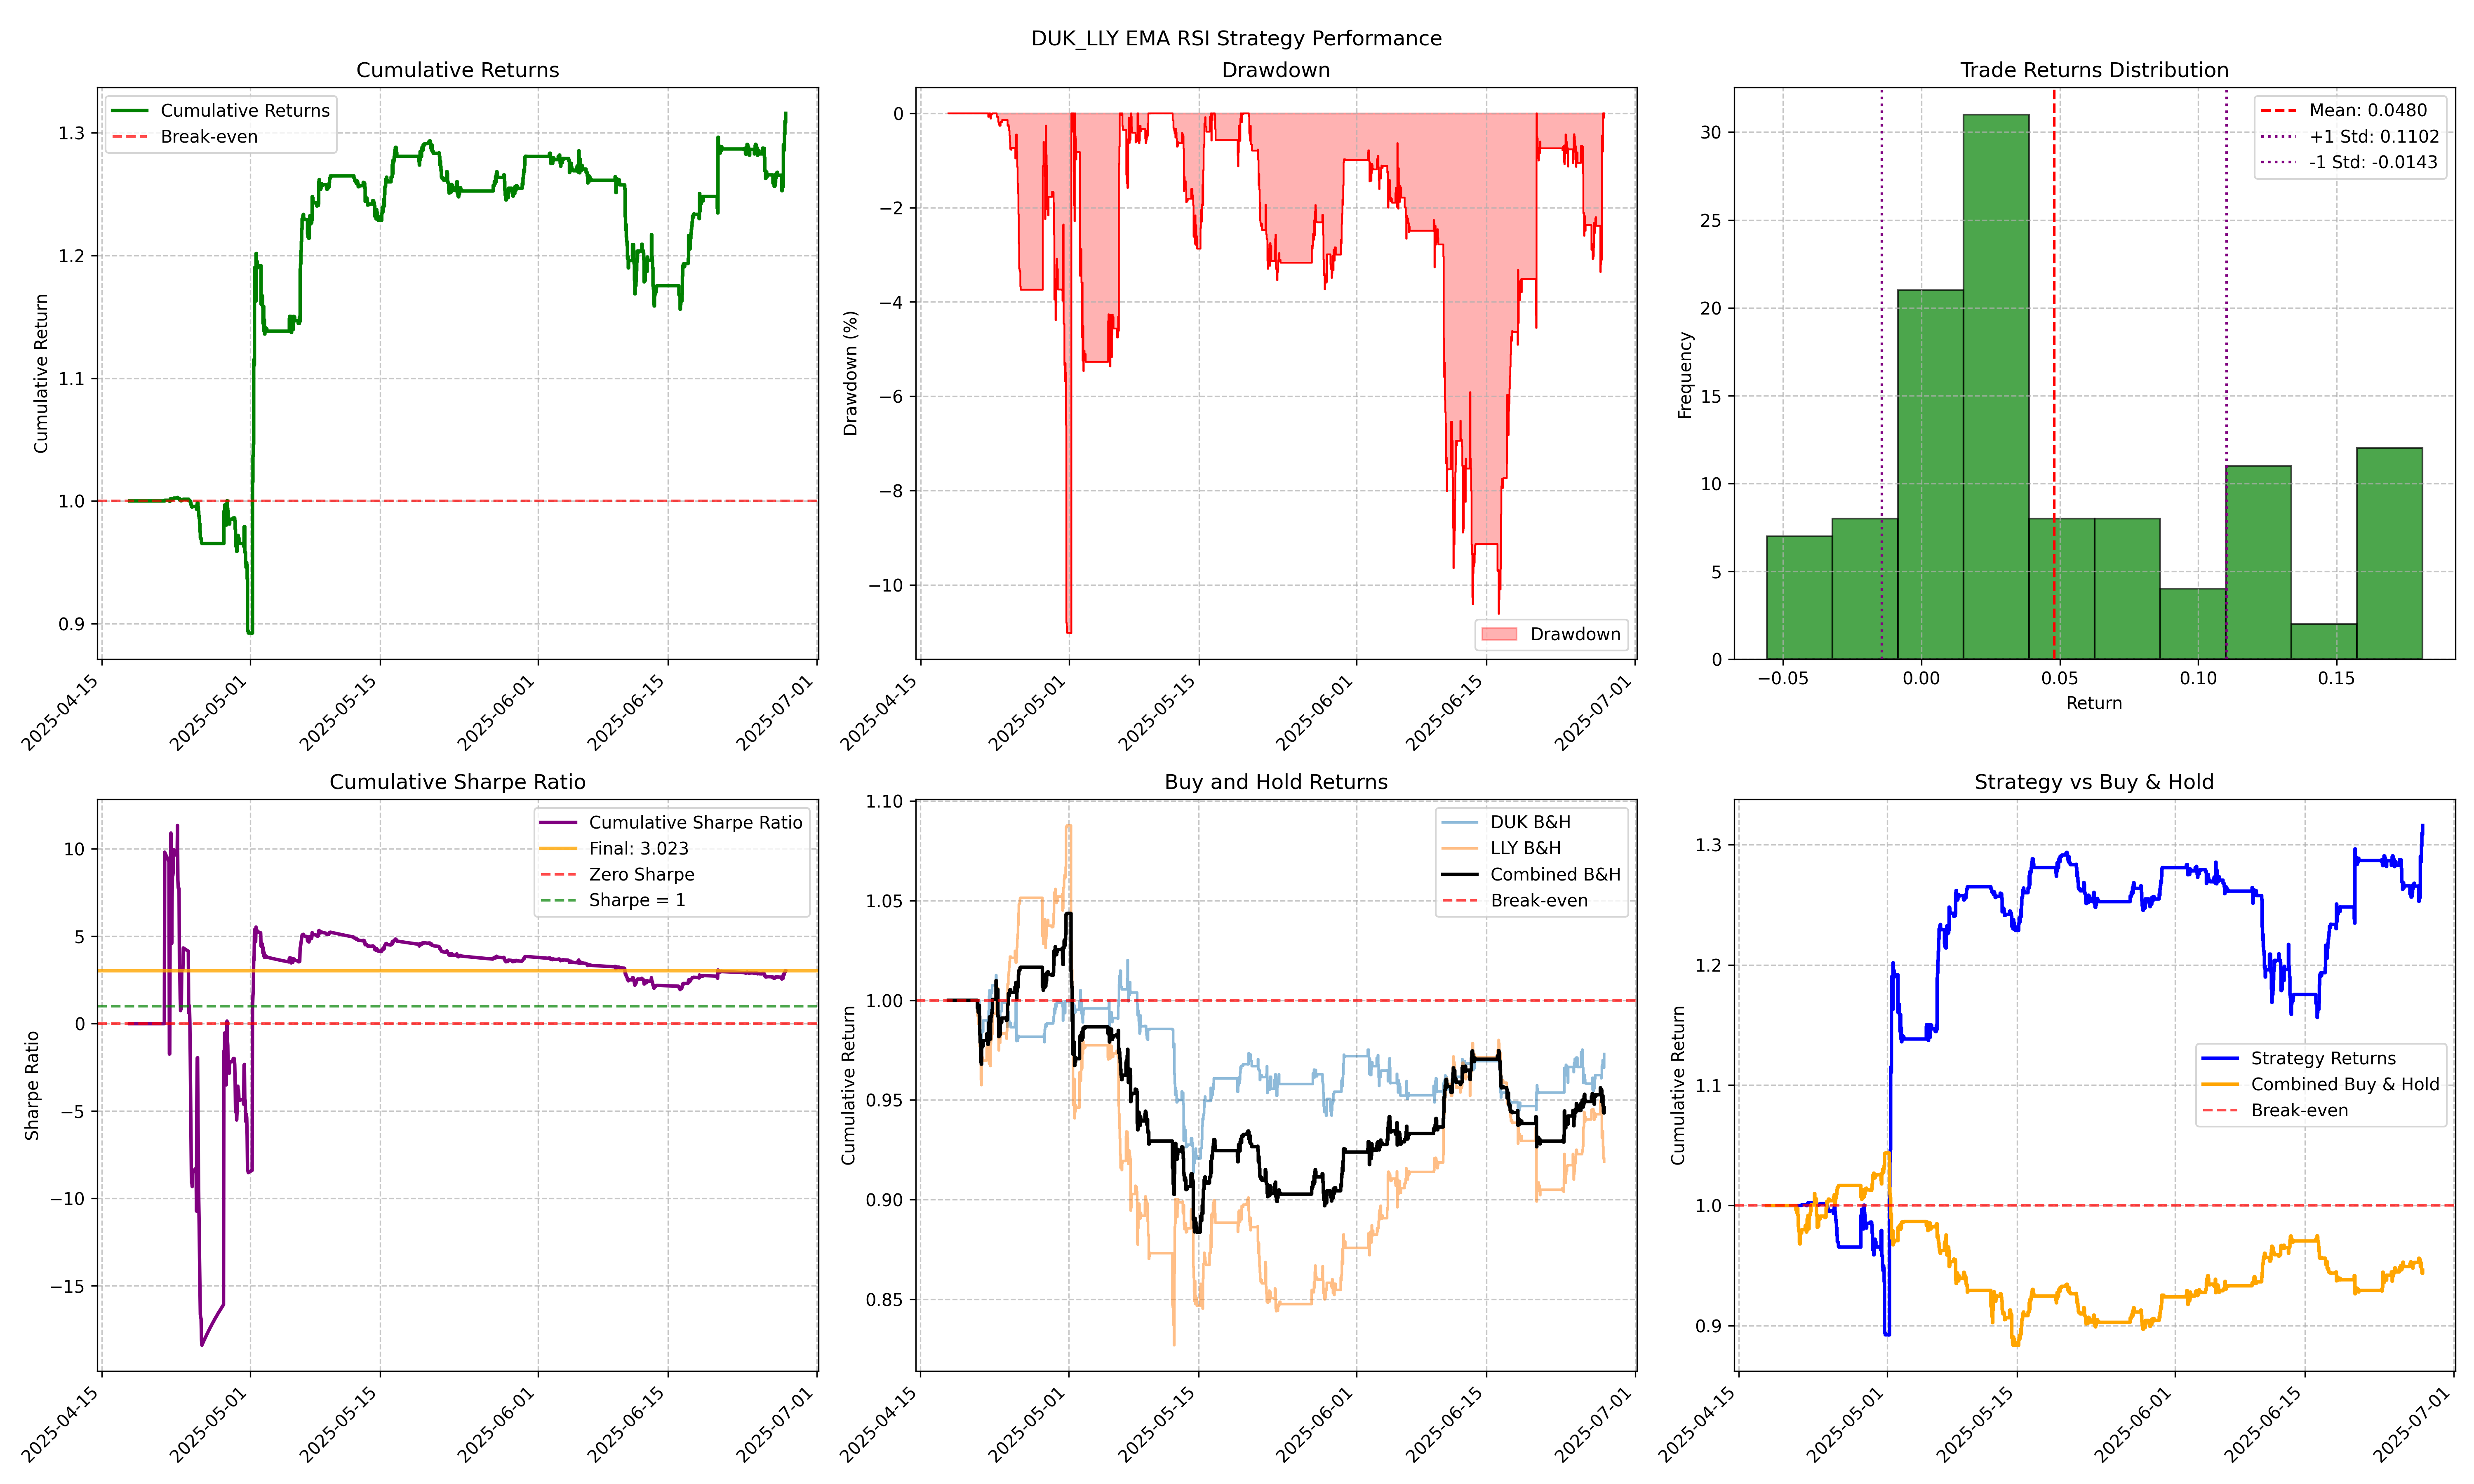 DUK_LLY EMA RSI Strategy Performance
Cumulative Returns
Cumulative Returns
Break-even
Cumulative Return
1.3
1.2
1.1
1.0
0.9
2025-04-15
2025-05-01
2025-05-15
2025-06-01
2025-06-15
2025-07-01
Drawdown
Drawdown (%)
0
−2
−4
−6
−8
−10
Drawdown
2025-04-15
2025-05-01
2025-05-15
2025-06-01
2025-06-15
2025-07-01
Trade Returns Distribution
Mean: 0.0480
+1 Std: 0.1102
-1 Std: -0.0143
Frequency
30
25
20
15
10
5
0
−0.05
0.00
0.05
0.10
0.15
Return
Cumulative Sharpe Ratio
Cumulative Sharpe Ratio
Final: 3.023
Zero Sharpe
Sharpe = 1
Sharpe Ratio
10
5
0
−5
−10
−15
2025-04-15
2025-05-01
2025-05-15
2025-06-01
2025-06-15
2025-07-01
Buy and Hold Returns
DUK B&H
LLY B&H
Combined B&H
Break-even
Cumulative Return
1.10
1.05
1.00
0.95
0.90
0.85
2025-04-15
2025-05-01
2025-05-15
2025-06-01
2025-06-15
2025-07-01
Strategy vs Buy & Hold
Strategy Returns
Combined Buy & Hold
Break-even
Cumulative Return
1.3
1.2
1.1
1.0
0.9
2025-04-15
2025-05-01
2025-05-15
2025-06-01
2025-06-15
2025-07-01